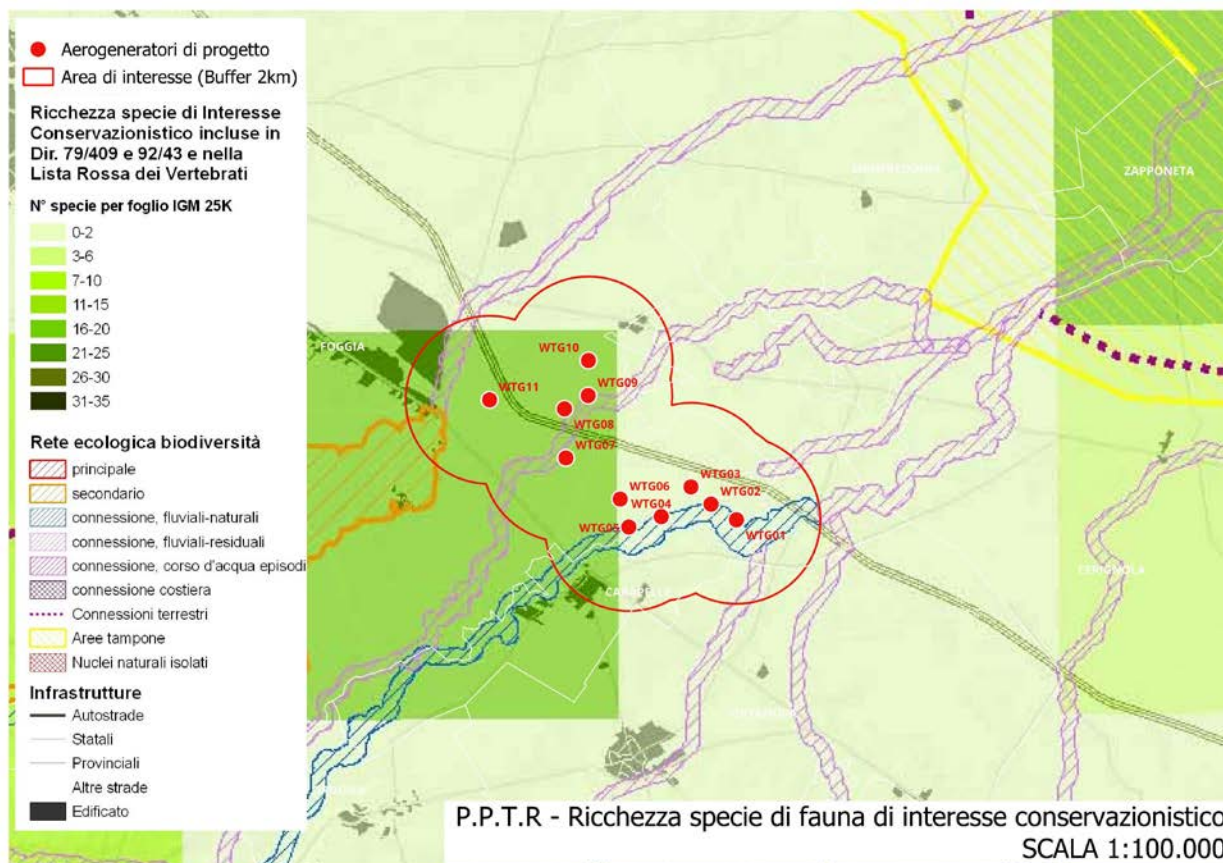 Aerogeneratori di progetto
Area di interesse (Buffer 2km)
Ricchezza specie di Interesse
Conservazionistico incluse in
Dir. 79/409 e 92/43 e nella
Lista Rossa dei Vertebrati
N° specie per foglio IGM 25K
0-2
3-6
7-10
11-15
16-20
21-25
26-30
31-35
Rete ecologica biodiversità
principale
secondario
connessione, fluviali-naturali
connessione, fluviali-residuali
connessione, corso d'acqua episodi
connessione costiera
Connessioni terrestri
Aree tampone
Nuclei naturali isolati
Infrastrutture
Autostrade
Statali
Provinciali
Altre strade
Edificato
ZAPPONETA
FOGGIA
WTG10
WTG09
WTG11
WTG08
WTG07
WTG03
WTG06
WTG02
WTG04
WTG05
WTG01
CARAPELLE
CERIGNOLA
P.P.T.R - Ricchezza specie di fauna di interesse conservazionistico
SCALA 1:100.000